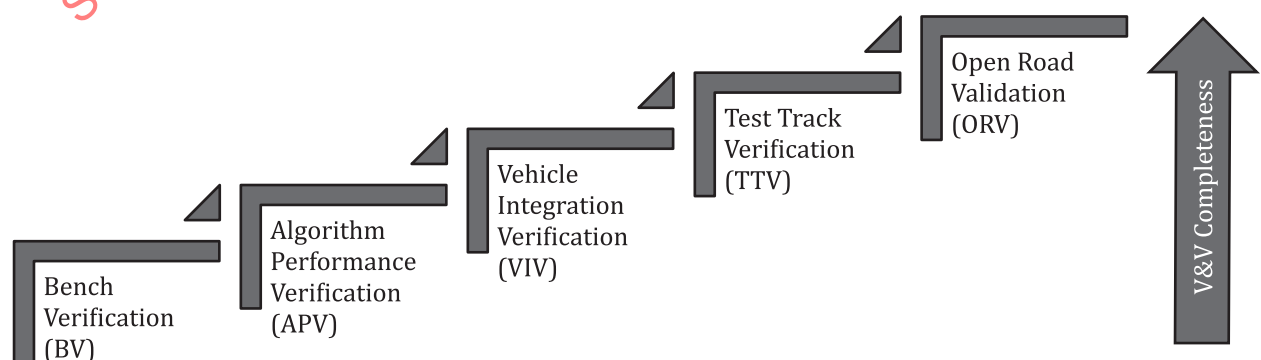 Bench
Verification
(BV)
Algorithm
Performance
Verification
(APV)
Vehicle
Integration
Verification
(VIV)
Test Track
Verification
(TTV)
Open Road
Validation
(ORV)
V&V Completeness